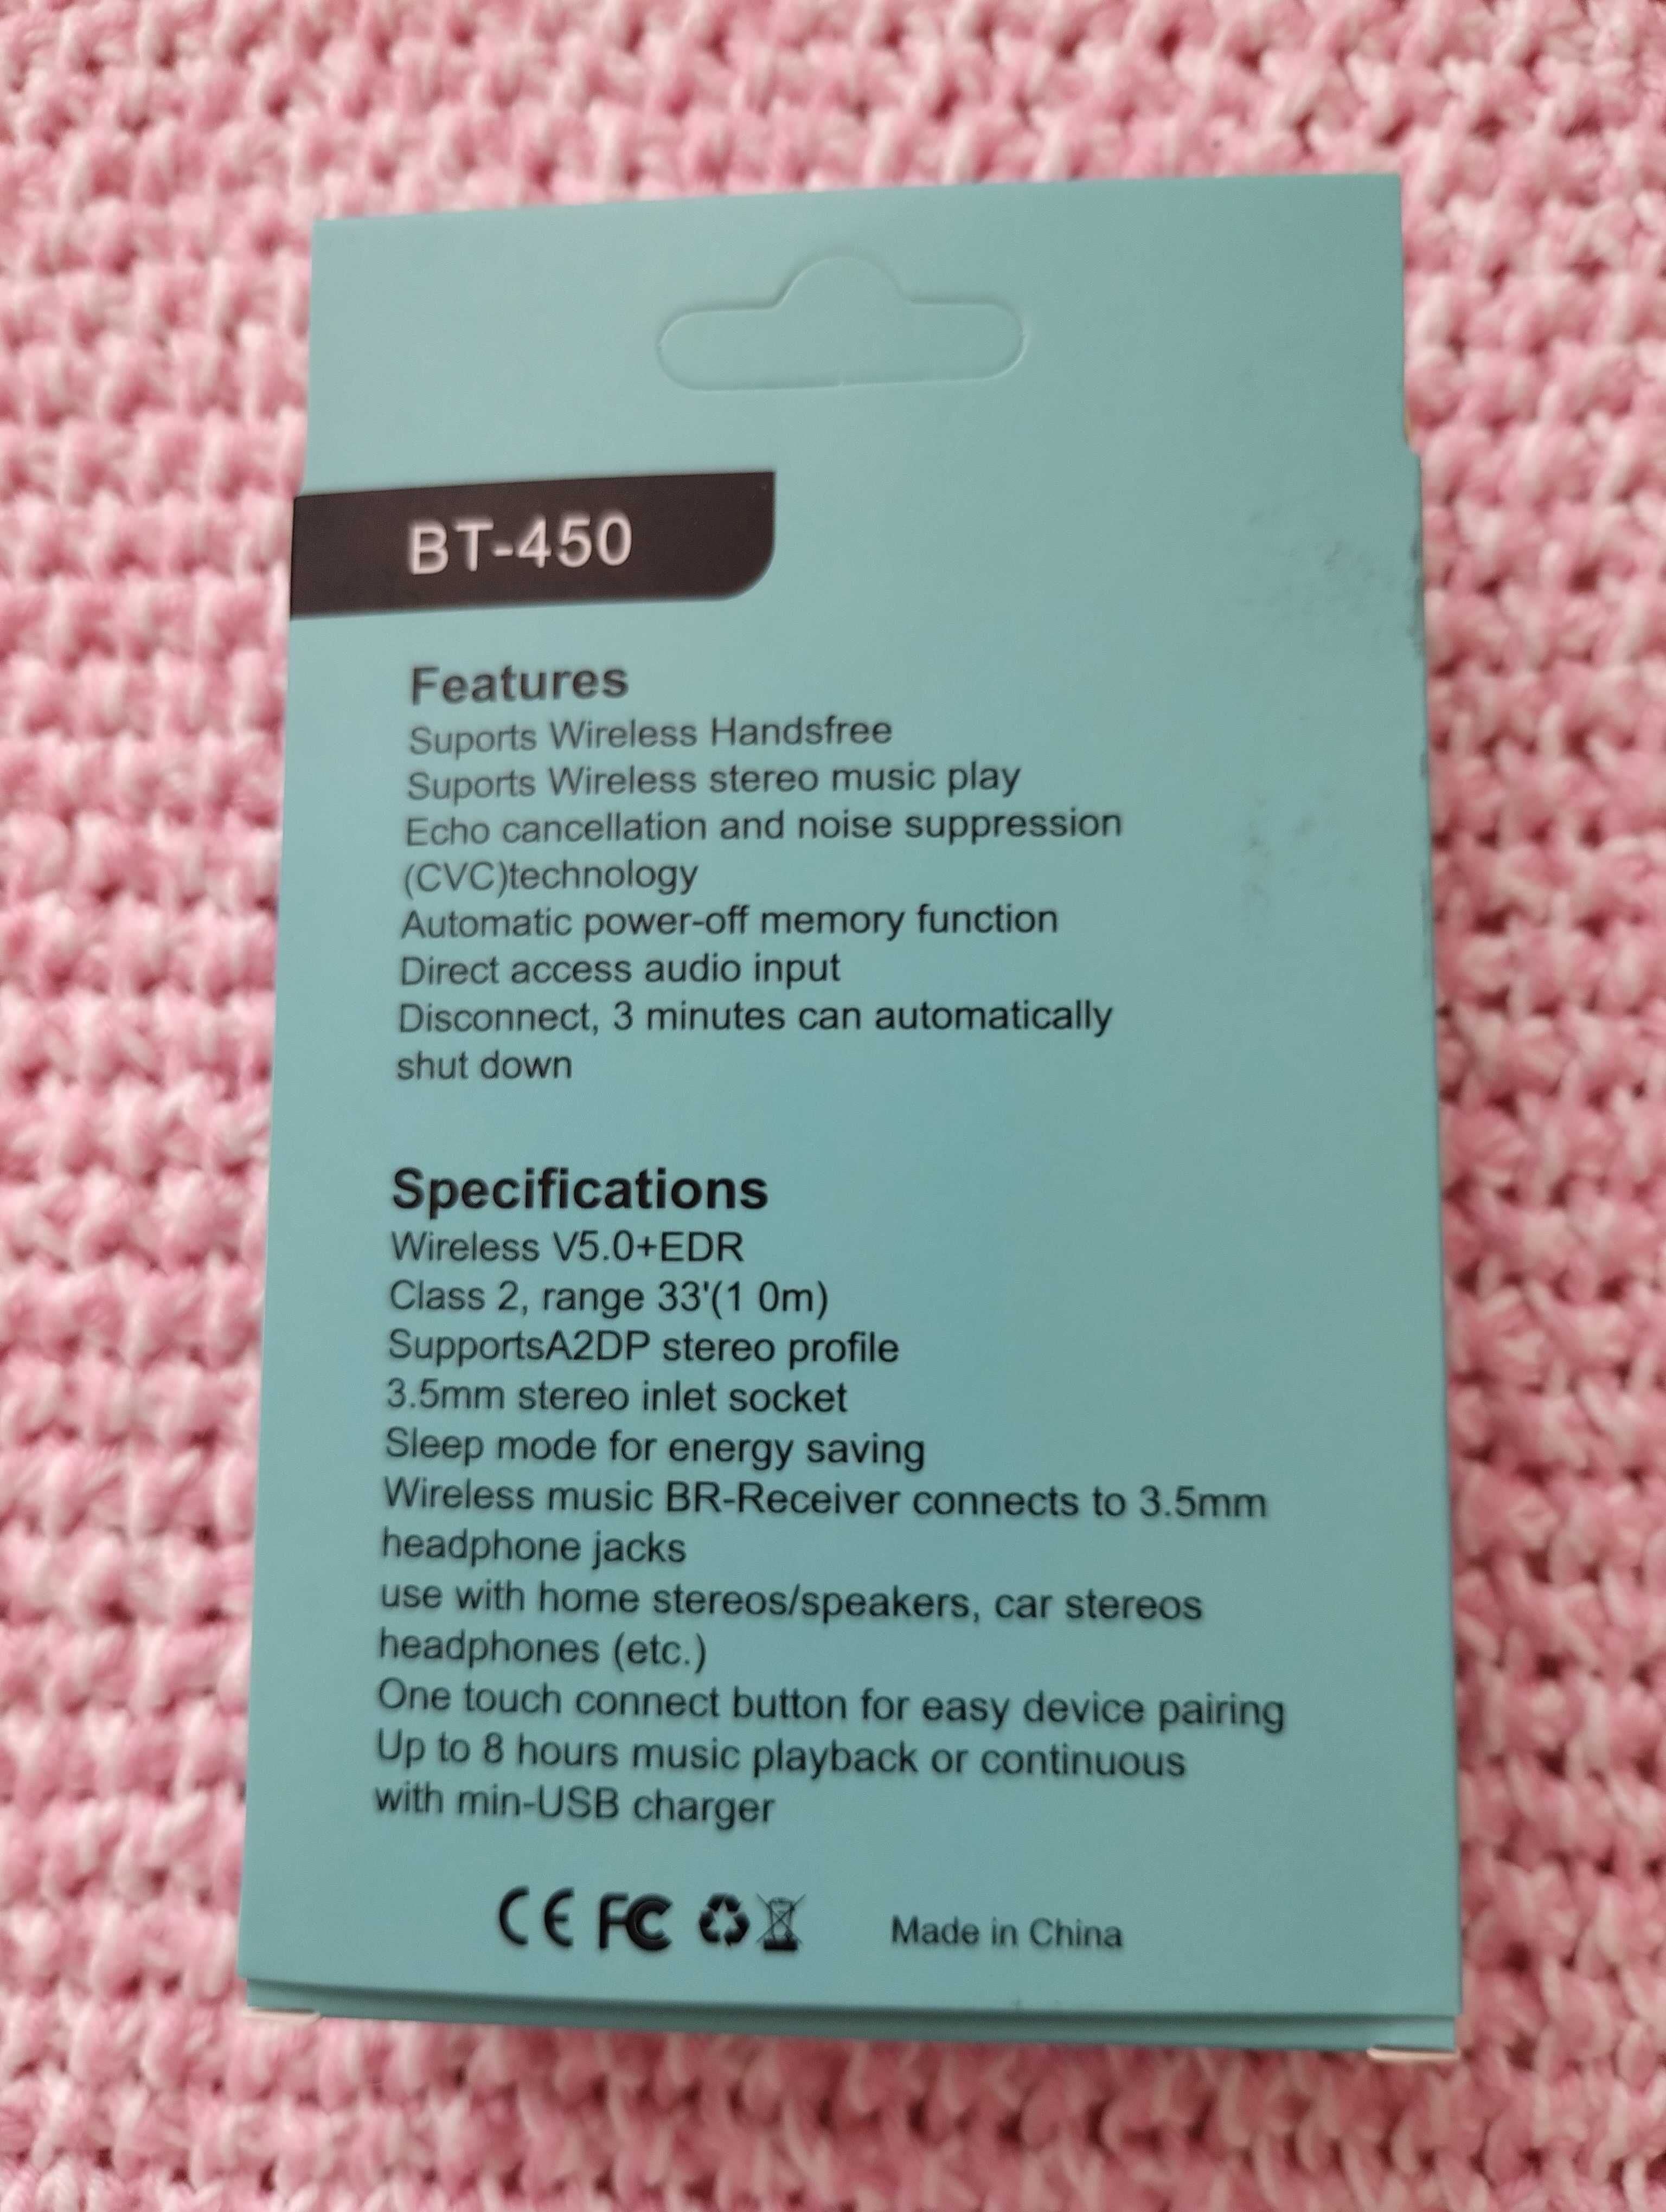 BT-450
Features
Suports Wireless Handsfree
Suports Wireless stereo music play
Echo cancellation and noise suppression
(CVC)technology
Automatic power-off memory function
Direct access audio input
Disconnect, 3 minutes can automatically
shut down
Specifications
Wireless V5.0+EDR
Class 2, range 33'(1 0m)
SupportsA2DP stereo profile
3.5mm stereo inlet socket
Sleep mode for energy saving
Wireless music BR-Receiver connects to 3.5mm
headphone jacks
use with home stereos/speakers, car stereos
headphones (etc.)
One touch connect button for easy device pairing
Up to 8 hours music playback or continuous
with min-USB charger
CE FC Made in China